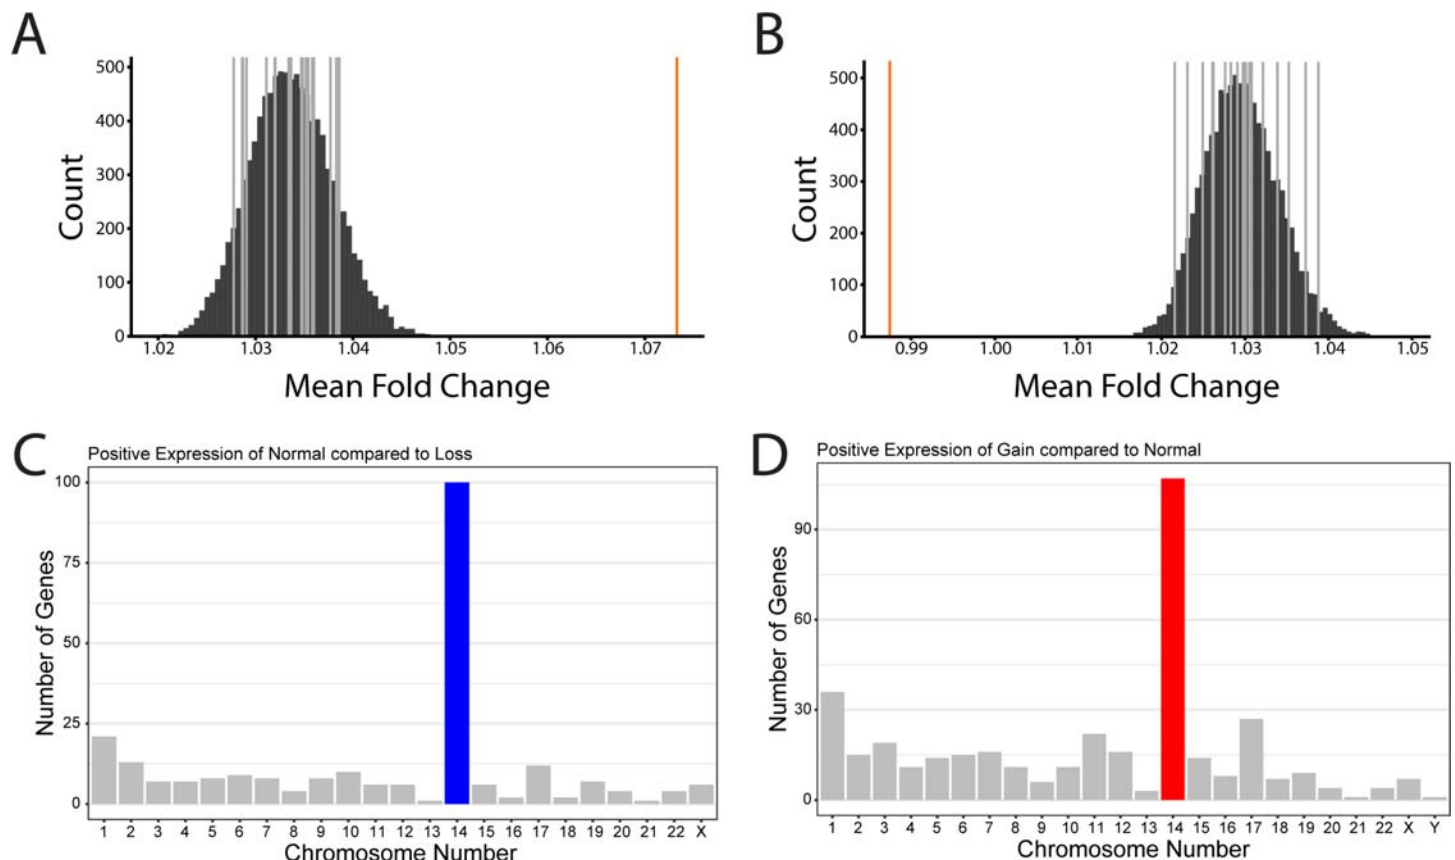 A
500
400
300
200
100
0
Count
1.02 1.03 1.04 1.05 1.06 1.07
Mean Fold Change
B
500
400
300
200
100
0
Count
0.99 1.00 1.01 1.02 1.03 1.04 1.05
Mean Fold Change
C
Positive Expression of Normal compared to Loss
100
75
50
25
0
Number of Genes
1 2 3 4 5 6 7 8 9 10 11 12 13 14 15 16 17 18 19 20 21 22 X
Chromosome Number
D
Positive Expression of Gain compared to Normal
90
60
30
0
Number of Genes
1 2 3 4 5 6 7 8 9 10 11 12 13 14 15 16 17 18 19 20 21 22 X Y
Chromosome Number